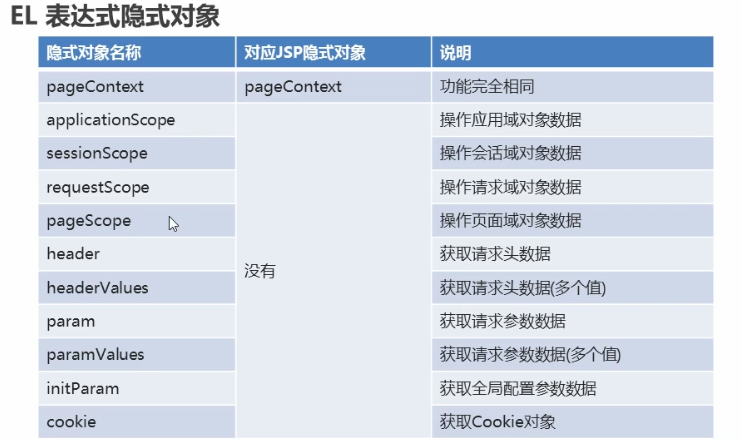 EL 表达式隐式对象
隐式对象名称 对应JSP隐式对象 说明
pageContext pageContext 功能完全相同
applicationScope 操作应用域对象数据
sessionScope 操作会话域对象数据
requestScope 操作请求域对象数据
pageScope 操作页面域对象数据
header 获取请求头数据
没有
headerValues 获取请求头数据(多个值)
param 获取请求参数数据
paramValues 获取请求参数数据(多个值)
initParam 获取全局配置参数数据
cookie 获取Cookie对象